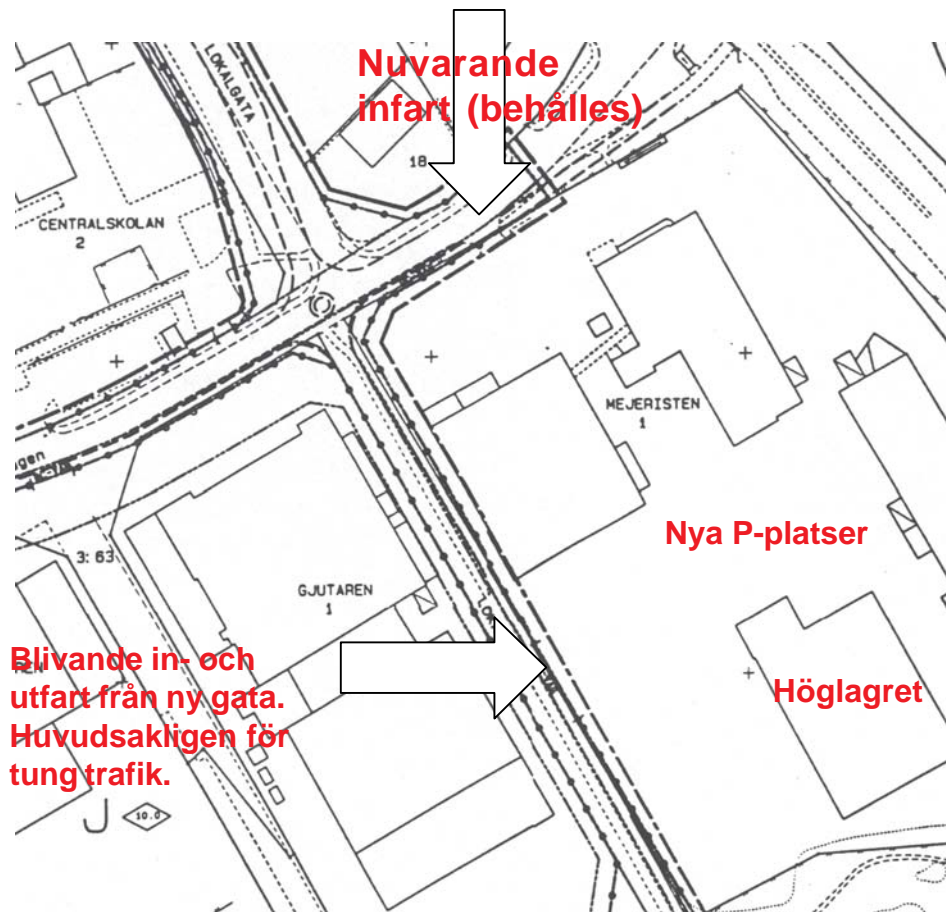 Nuvarande
infart (behålles)
LOKALGATA
18
CENTRALSKOLAN
2
MEJERISTEN
1
Nya P-platser
3:63
GJUTAREN
1
Blivande in- och
utfart från ny gata.
Huvudsakligen för
tung trafik.
Höglagret
J
10.0